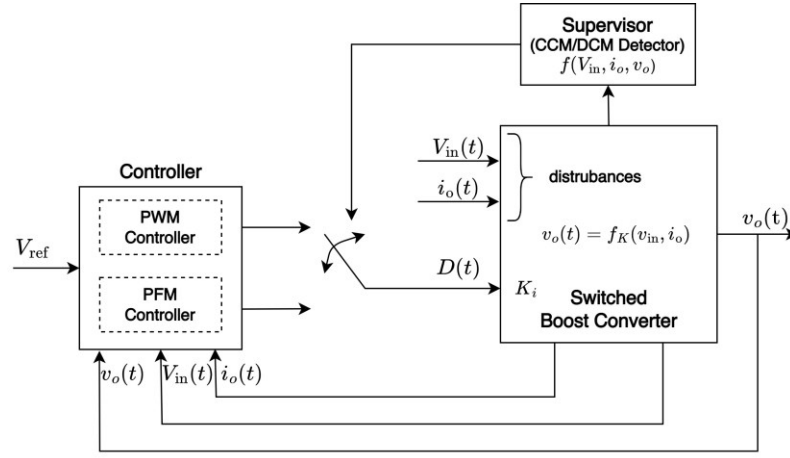 Supervisor
(CCM/DCM Detector)
f(V_in, i_o, v_o)
Controller
PWM
Controller
PFM
Controller
V_ref
V_in(t)
i_o(t)
distrubances
v_o(t) = f_K(v_in, i_o)
v_o(t)
D(t)
K_i
Switched
Boost Converter
v_o(t)
V_in(t)
i_o(t)